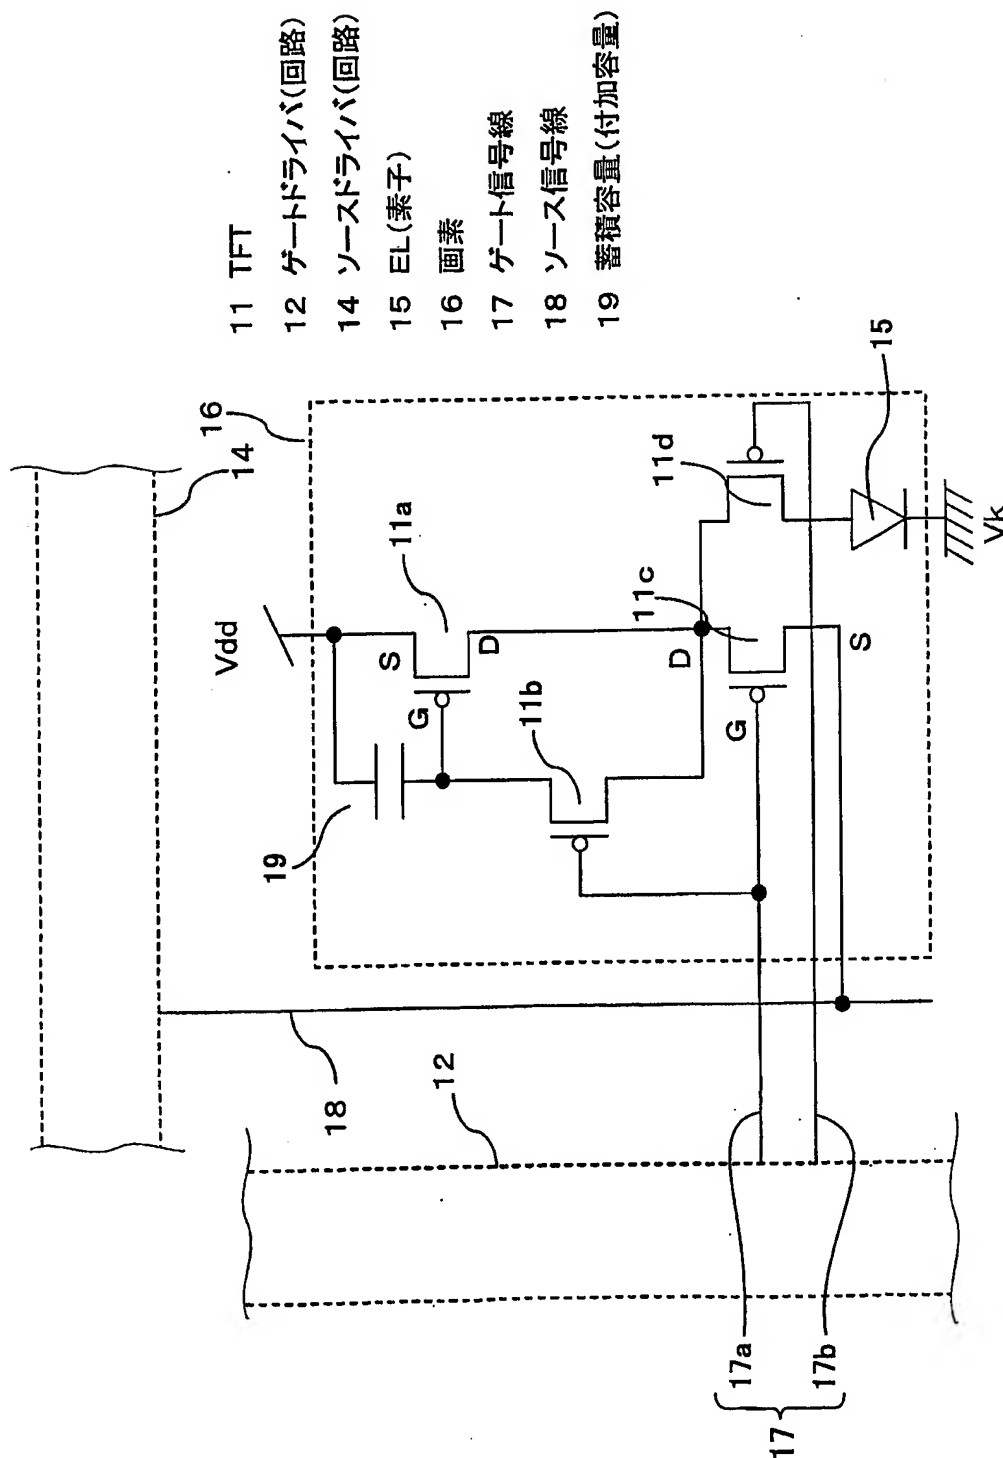 11 TFT
12 ゲートドライバ(回路)
14 ソースドライバ(回路)
15 EL(素子)
16 画素
17 ゲート信号線
18 ソース信号線
19 蓄積容量(付加容量)
16
14
Vdd
11a
S
D
G
19
11b
11d
11c
D
G
S
15
Vk
18
12
17a
17b
17